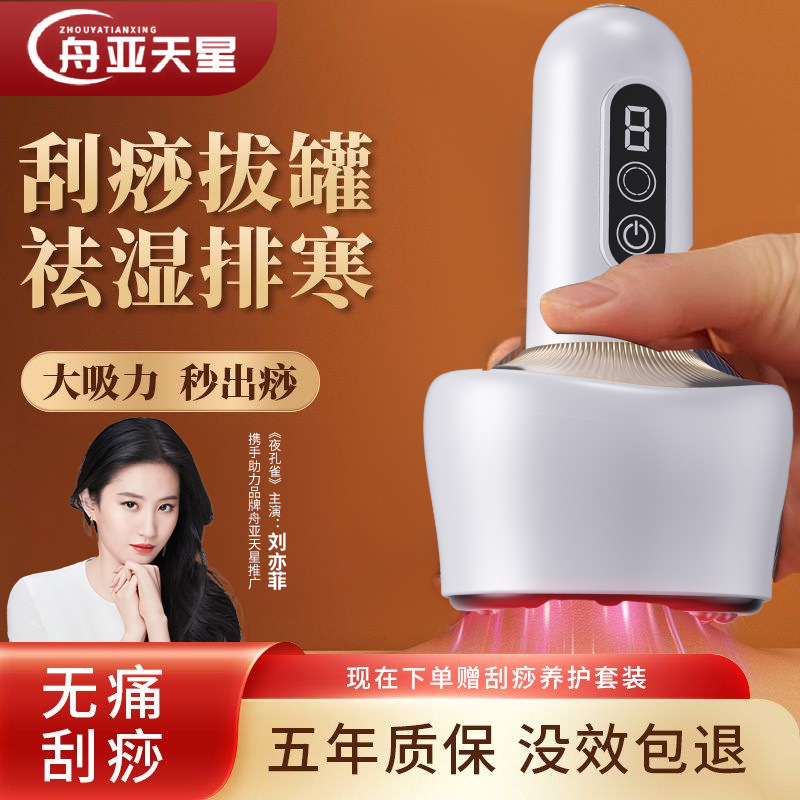 ZHOUYATIANXING
舟亚天星
刮痧拔罐
祛湿排寒
大吸力 秒出痧
《夜孔雀》主演：刘亦菲
携手助力品牌舟亚天星推广
8
无痛
刮痧
现在下单赠刮痧养护套装
五年质保 没效包退